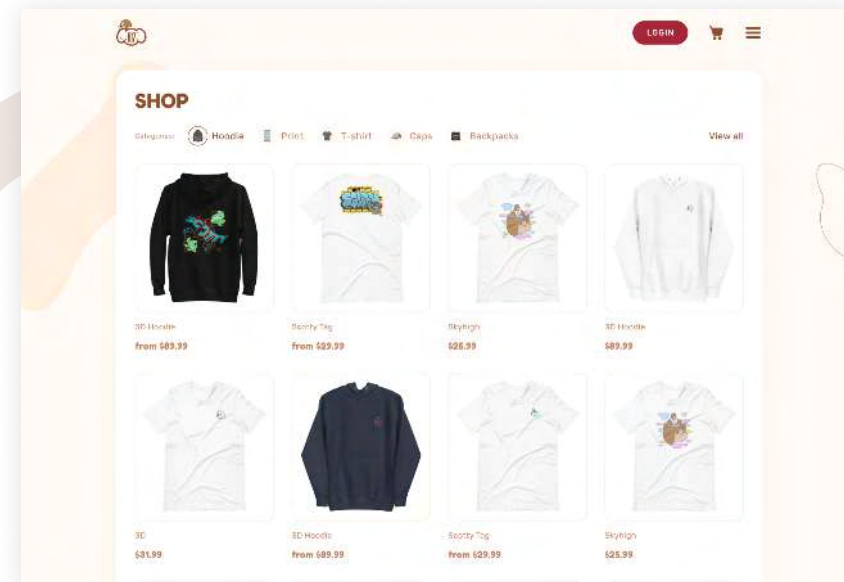 LOGIN
SHOP
Categories: Hoodie Print T-shirt Caps Backpacks View all
3D Hoodie
from $89.99
Scotty Tag
from $29.99
Skyhigh
$25.99
3D Hoodie
$89.99
3D
$31.99
3D Hoodie
from $89.99
Scotty Tag
from $29.99
Skyhigh
$25.99